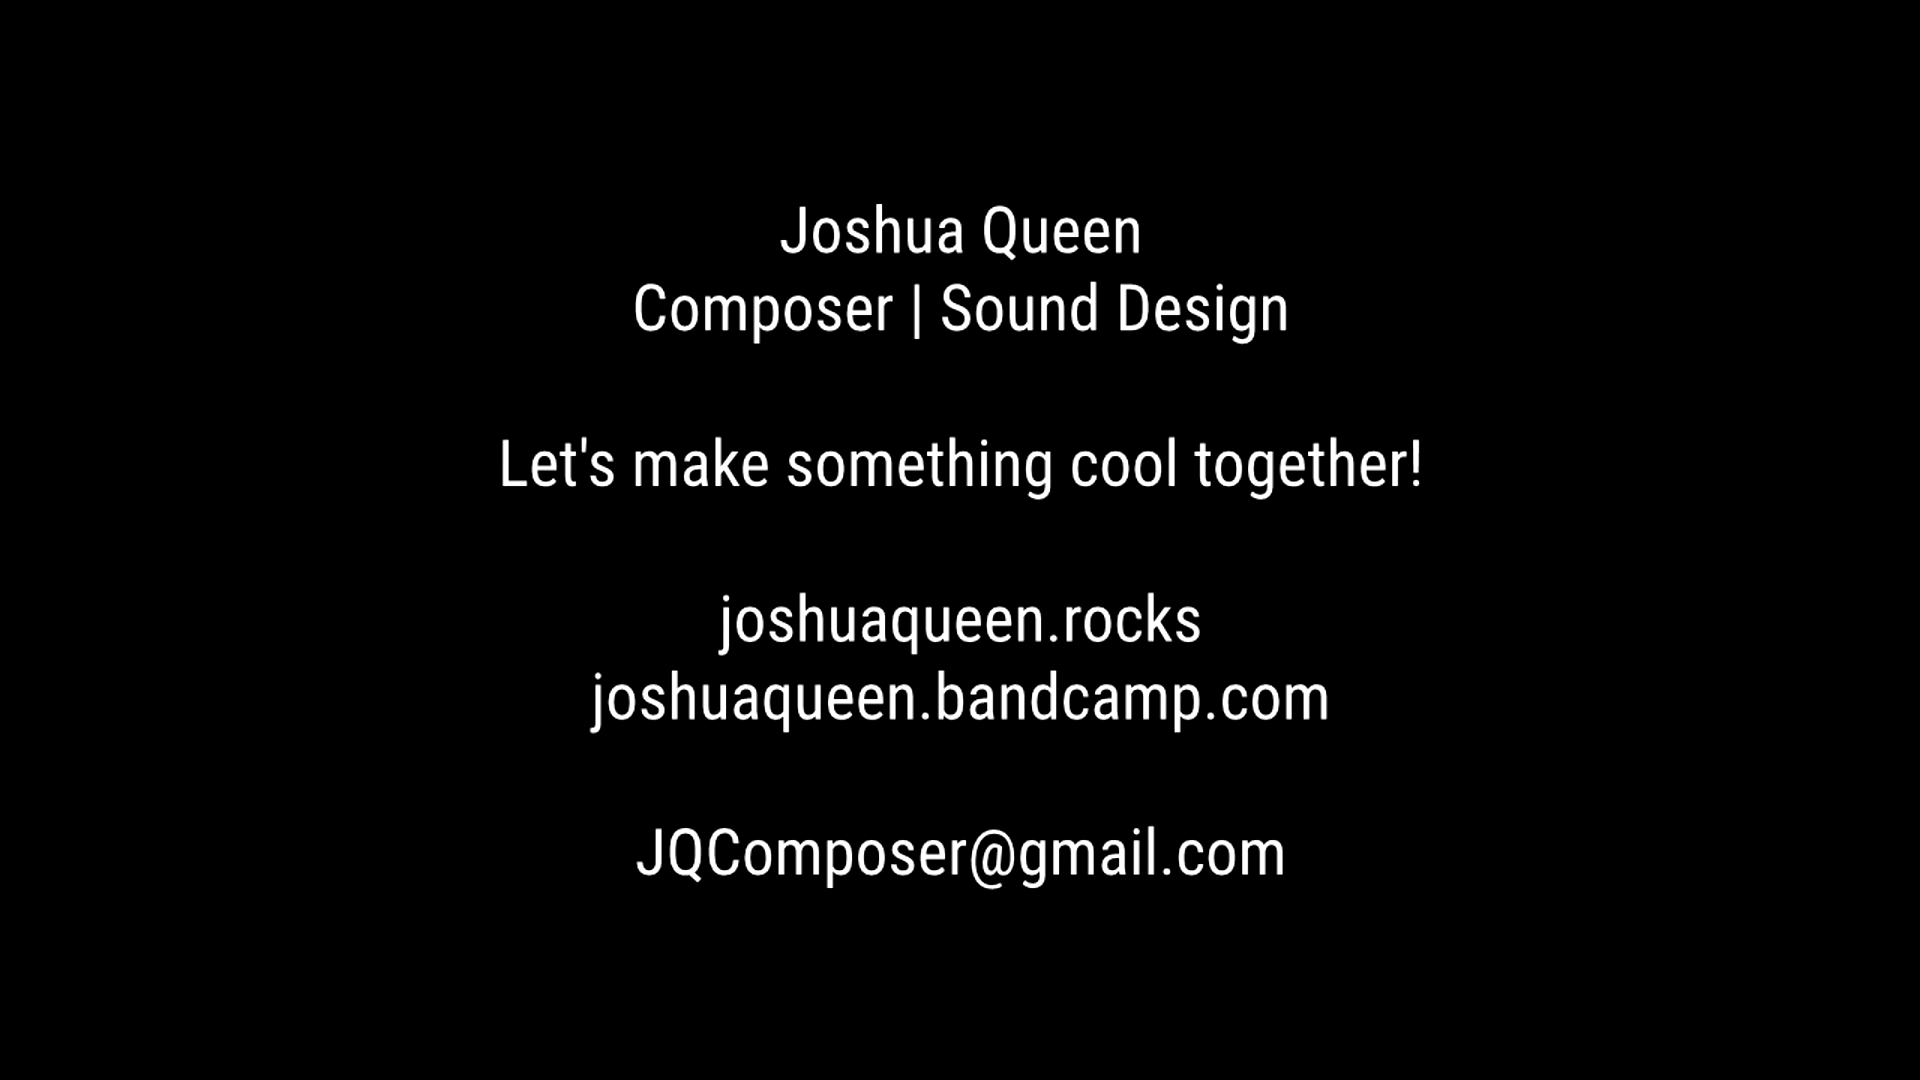 Joshua Queen
Composer | Sound Design
Let's make something cool together!
joshuaqueen.rocks
joshuaqueen.bandcamp.com
JQComposer@gmail.com